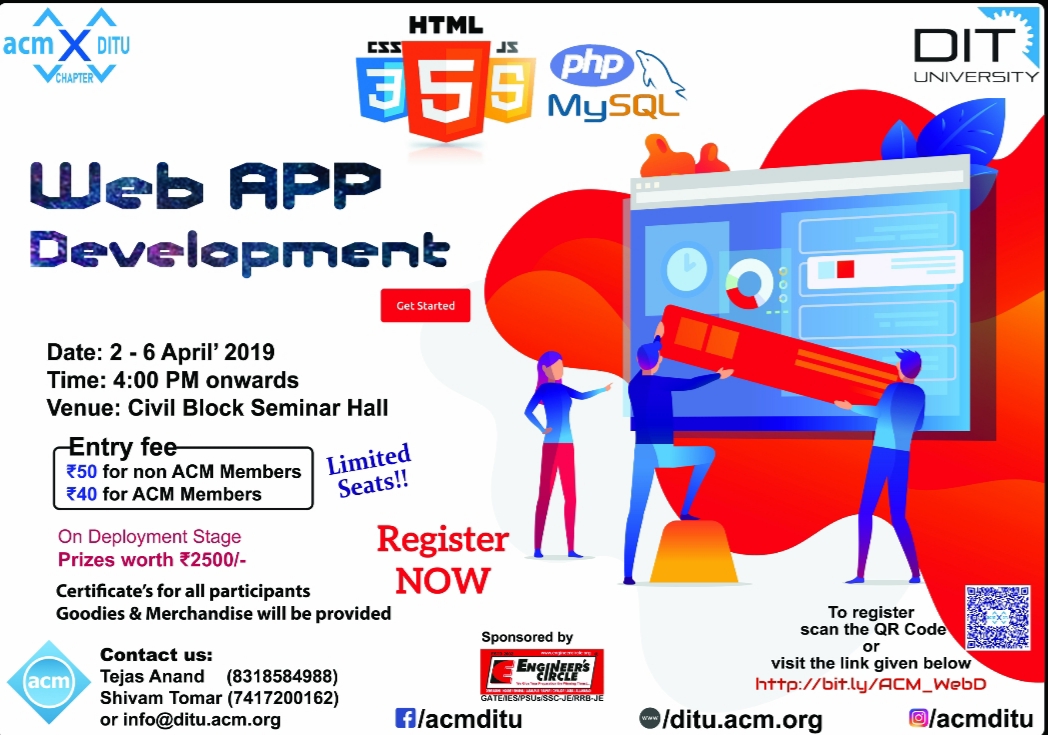 acm X DITU
CHAPTER
HTML
CSS
JS
3 5 5
php
MySQL
DIT
UNIVERSITY
Web APP
Development
Get Started
Date: 2 - 6 April' 2019
Time: 4:00 PM onwards
Venue: Civil Block Seminar Hall
Entry fee
₹50 for non ACM Members
₹40 for ACM Members
Limited
Seats!!
On Deployment Stage
Prizes worth ₹2500/-
Register
NOW
Certificate's for all participants
Goodies & Merchandise will be provided
To register
scan the QR Code
or
visit the link given below
http://bit.ly/ACM_WebD
acm
Contact us:
Tejas Anand (8318584988)
Shivam Tomar (7417200162)
or info@ditu.acm.org
Sponsored by
ENGINEER'S
CIRCLE
GATE/IES/PSUs/SSC-JE/RRB-JE
f/acmditu
www/ditu.acm.org
/acmditu